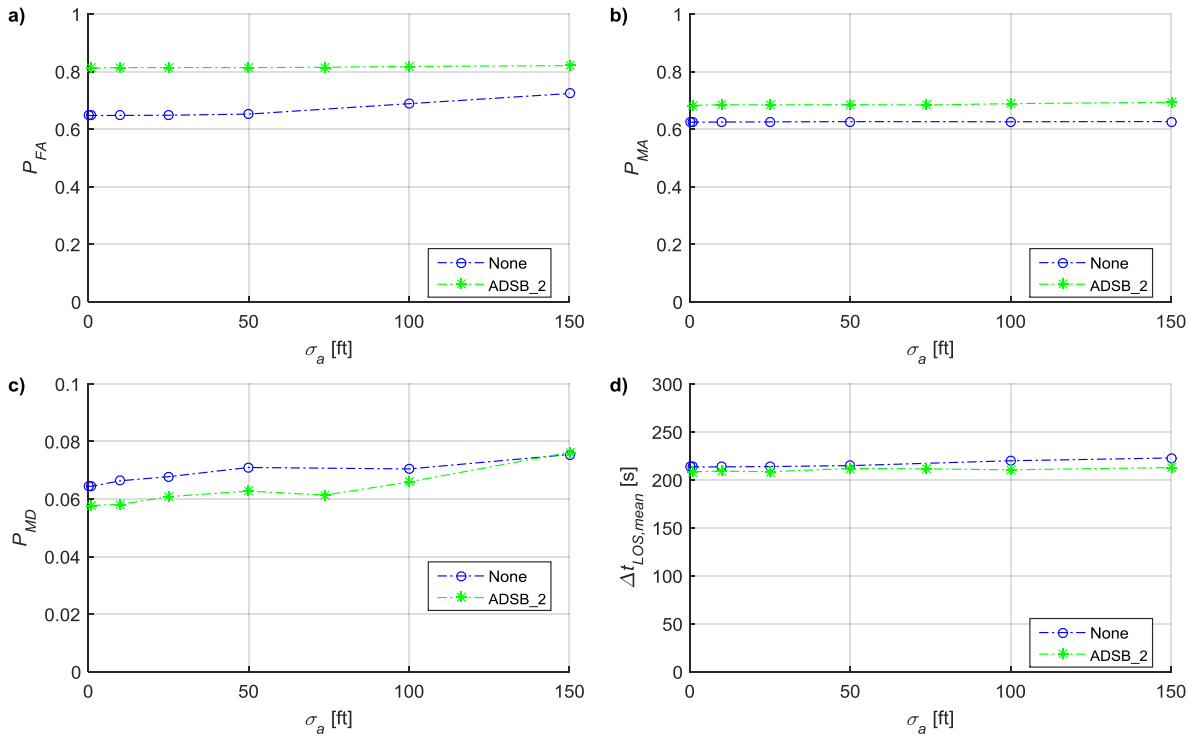 a)
1
0.8
0.6
0.4
0.2
0
P_FA
None
ADSB_2
0
50
100
150
σ_a [ft]
b)
1
0.8
0.6
0.4
0.2
0
P_MA
None
ADSB_2
0
50
100
150
σ_a [ft]
c)
0.1
0.08
0.06
0.04
0.02
0
P_MD
None
ADSB_2
0
50
100
150
σ_a [ft]
d)
300
250
200
150
100
50
0
Δt_LOS,mean [s]
None
ADSB_2
0
50
100
150
σ_a [ft]